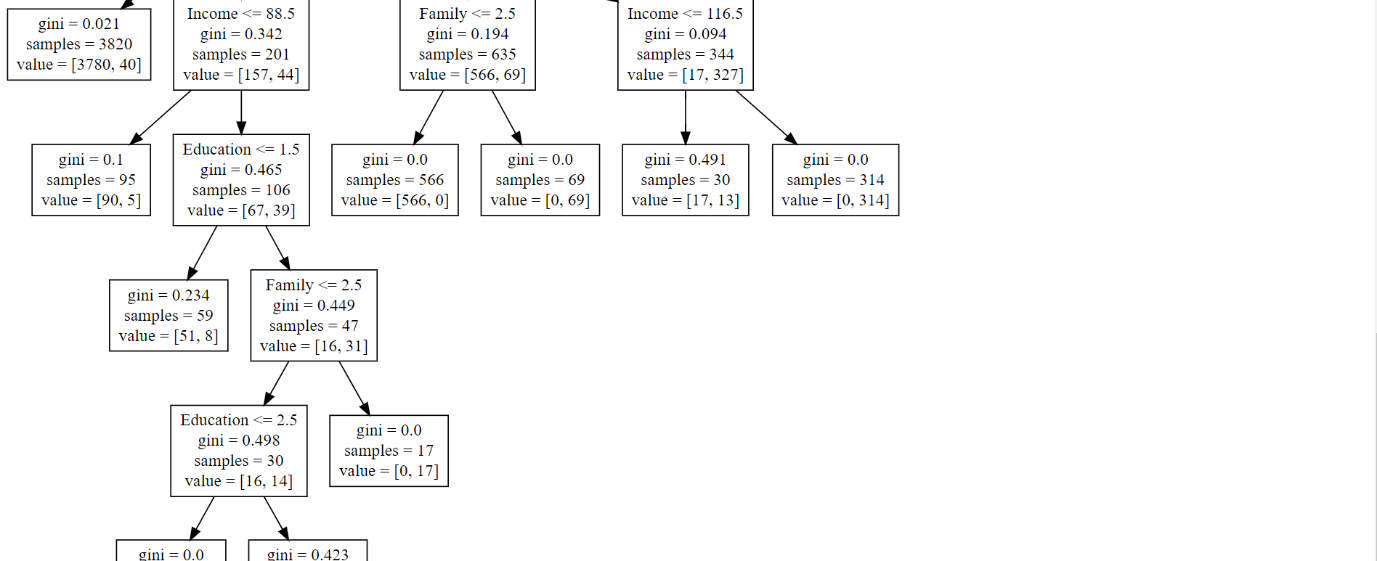 gini = 0.021
samples = 3820
value = [3780, 40]
Income <= 88.5
gini = 0.342
samples = 201
value = [157, 44]
Family <= 2.5
gini = 0.194
samples = 635
value = [566, 69]
Income <= 116.5
gini = 0.094
samples = 344
value = [17, 327]
gini = 0.1
samples = 95
value = [90, 5]
Education <= 1.5
gini = 0.465
samples = 106
value = [67, 39]
gini = 0.0
samples = 566
value = [566, 0]
gini = 0.0
samples = 69
value = [0, 69]
gini = 0.491
samples = 30
value = [17, 13]
gini = 0.0
samples = 314
value = [0, 314]
gini = 0.234
samples = 59
value = [51, 8]
Family <= 2.5
gini = 0.449
samples = 47
value = [16, 31]
Education <= 2.5
gini = 0.498
samples = 30
value = [16, 14]
gini = 0.0
samples = 17
value = [0, 17]
gini = 0.0
gini = 0.423